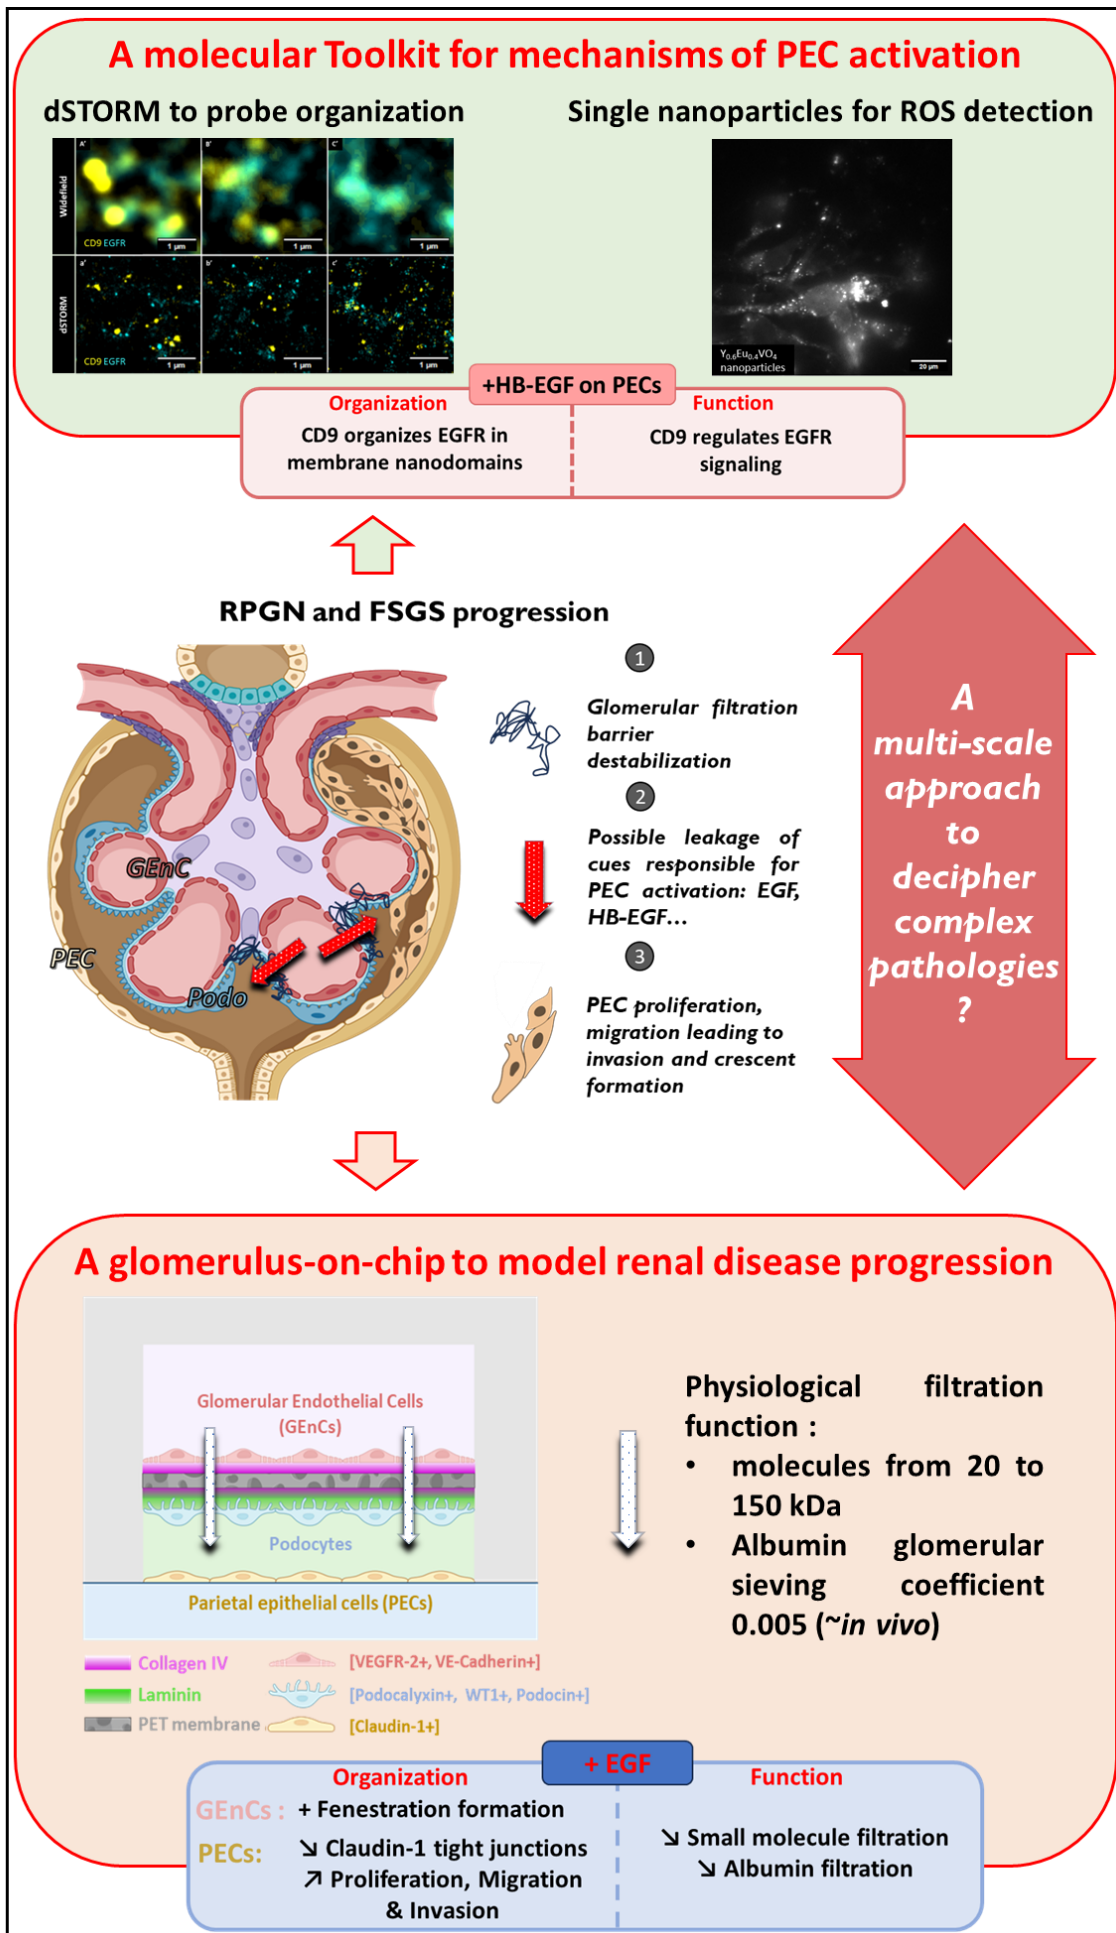 A molecular Toolkit for mechanisms of PEC activation
dSTORM to probe organization
Single nanoparticles for ROS detection
Widefield
A'
B'
C'
CD9 EGFR
1 µm
1 µm
1 µm
dSTORM
a'
b'
c'
CD9 EGFR
CD9 EGFR
1 µm
1 µm
1 µm
Y0.6Eu0.4VO4
nanoparticles
20 µm
+HB-EGF on PECs
Organization
CD9 organizes EGFR in
membrane nanodomains
Function
CD9 regulates EGFR
signaling
RPGN and FSGS progression
GEnC
PEC
Podo
1
Glomerular filtration
barrier
destabilization
2
Possible leakage of
cues responsible for
PEC activation: EGF,
HB-EGF...
3
PEC proliferation,
migration leading to
invasion and crescent
formation
A
multi-scale
approach
to
decipher
complex
pathologies
?
A glomerulus-on-chip to model renal disease progression
Glomerular Endothelial Cells
(GEnCs)
Podocytes
Parietal epithelial cells (PECs)
Collagen IV
[VEGFR-2+, VE-Cadherin+]
Laminin
[Podocalyxin+, WT1+, Podocin+]
PET membrane
[Claudin-1+]
Physiological filtration
function :
• molecules from 20 to
150 kDa
• Albumin glomerular
sieving coefficient
0.005 (~in vivo)
+ EGF
Organization
GEnCs : + Fenestration formation
PECs: ↘ Claudin-1 tight junctions
↗ Proliferation, Migration
& Invasion
Function
↘ Small molecule filtration
↘ Albumin filtration